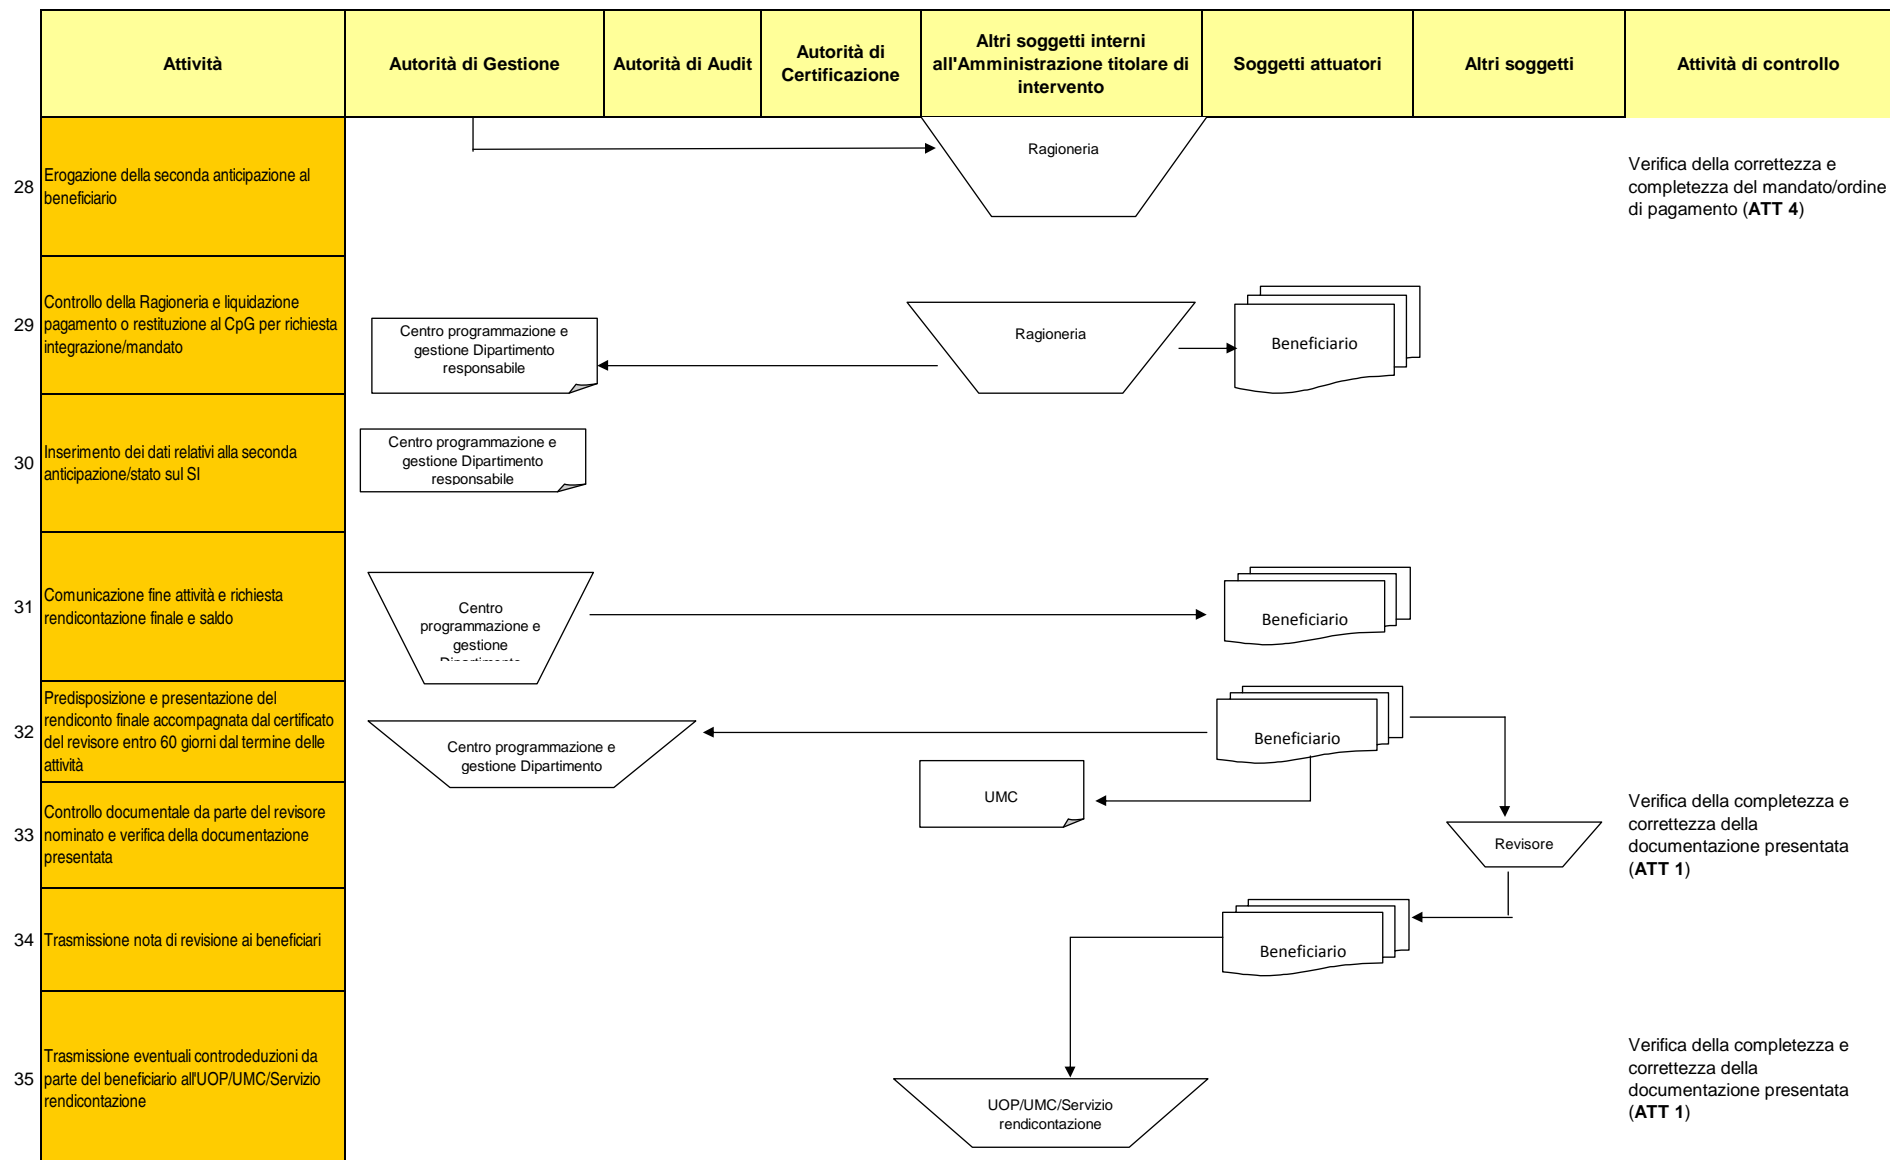 Attività
Autorità di Gestione
Autorità di Audit
Autorità di
Certificazione
Altri soggetti interni
all'Amministrazione titolare di
intervento
Soggetti attuatori
Altri soggetti
Attività di controllo
28
Erogazione della seconda anticipazione al
beneficiario
Ragioneria
Verifica della correttezza e
completezza del mandato/ordine
di pagamento (ATT 4)
29
Controllo della Ragioneria e liquidazione
pagamento o restituzione al CpG per richiesta
integrazione/mandato
Centro programmazione e
gestione Dipartimento
responsabile
Ragioneria
Beneficiario
30
Inserimento dei dati relativi alla seconda
anticipazione/stato sul SI
Centro programmazione e
gestione Dipartimento
responsabile
31
Comunicazione fine attività e richiesta
rendicontazione finale e saldo
Centro
programmazione e
gestione
Dipartimento
Beneficiario
32
Predisposizione e presentazione del
rendiconto finale accompagnata dal certificato
del revisore entro 60 giorni dal termine delle
attività
Centro programmazione e
gestione Dipartimento
Beneficiario
UMC
33
Controllo documentale da parte del revisore
nominato e verifica della documentazione
presentata
Revisore
Verifica della completezza e
correttezza della
documentazione presentata
(ATT 1)
34
Trasmissione nota di revisione ai beneficiari
Beneficiario
35
Trasmissione eventuali controdeduzioni da
parte del beneficiario all'UOP/UMC/Servizio
rendicontazione
UOP/UMC/Servizio
rendicontazione
Verifica della completezza e
correttezza della
documentazione presentata
(ATT 1)